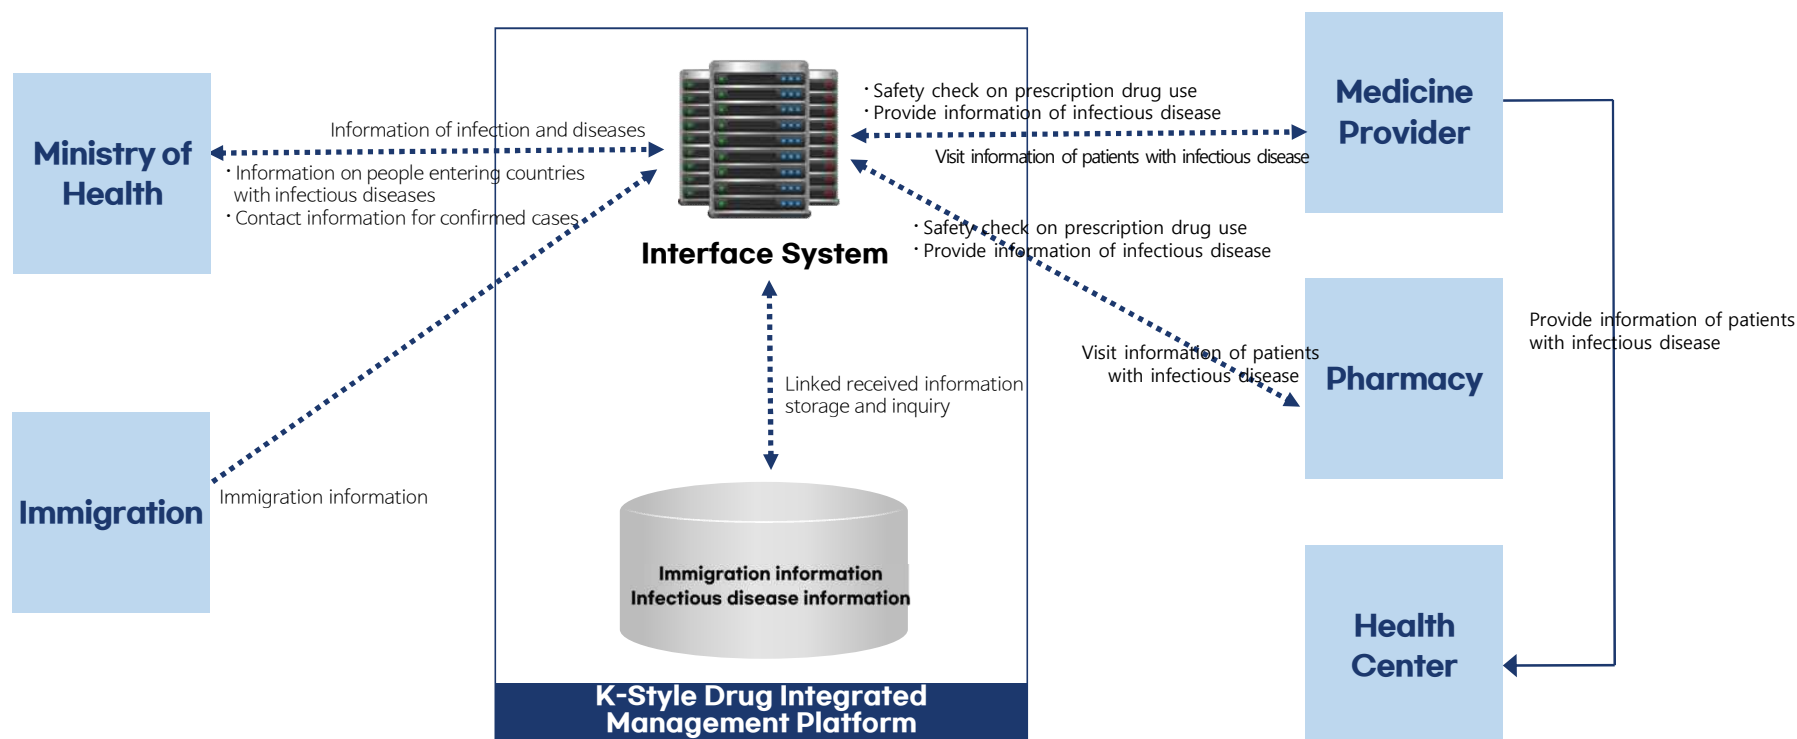 Ministry of
Health
Information of infection and diseases
· Information on people entering countries
with infectious diseases
· Contact information for confirmed cases
Immigration
Immigration information
Interface System
Linked received information
storage and inquiry
Immigration information
Infectious disease information
K-Style Drug Integrated
Management Platform
· Safety check on prescription drug use
· Provide information of infectious disease
Visit information of patients with infectious disease
· Safety check on prescription drug use
· Provide information of infectious disease
Visit information of patients
with infectious disease
Medicine
Provider
Pharmacy
Provide information of patients
with infectious disease
Health
Center